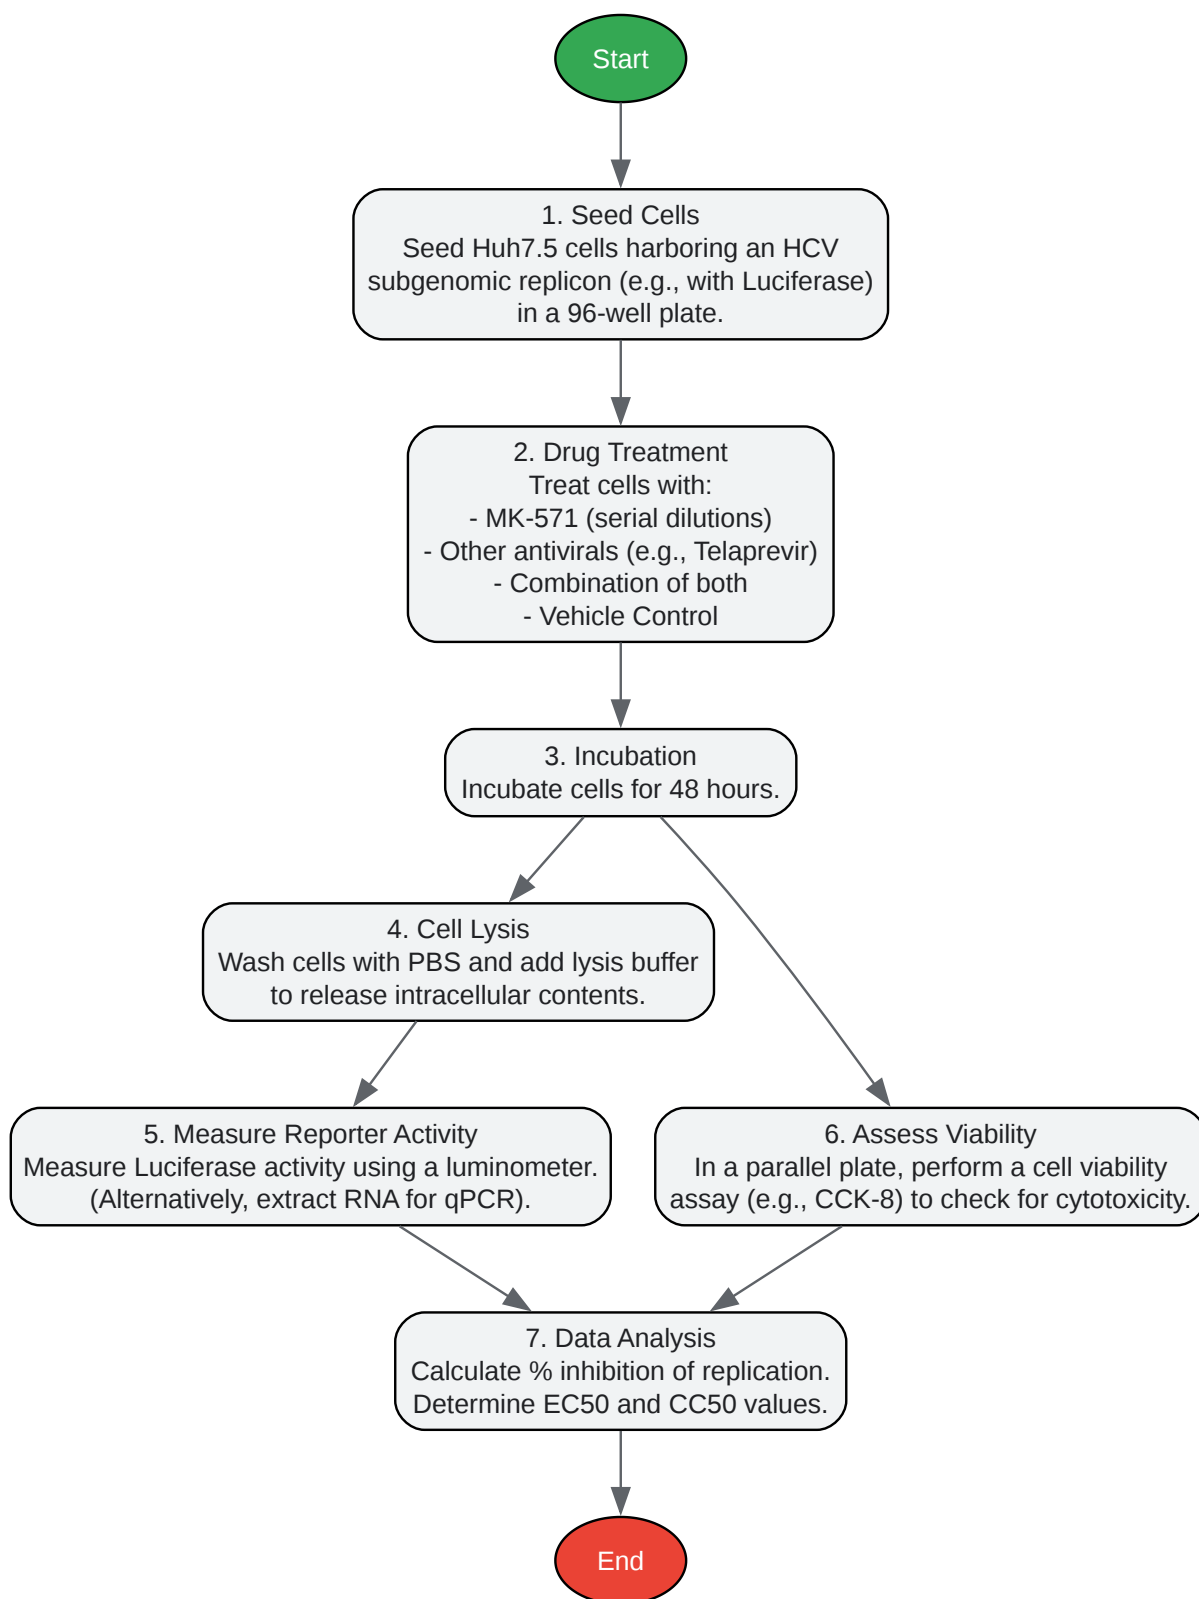 Start
1. Seed Cells
Seed Huh7.5 cells harboring an HCV
subgenomic replicon (e.g., with Luciferase)
in a 96-well plate.
2. Drug Treatment
Treat cells with:
- MK-571 (serial dilutions)
- Other antivirals (e.g., Telaprevir)
- Combination of both
- Vehicle Control
3. Incubation
Incubate cells for 48 hours.
4. Cell Lysis
Wash cells with PBS and add lysis buffer
to release intracellular contents.
5. Measure Reporter Activity
Measure Luciferase activity using a luminometer.
(Alternatively, extract RNA for qPCR).
6. Assess Viability
In a parallel plate, perform a cell viability
assay (e.g., CCK-8) to check for cytotoxicity.
7. Data Analysis
Calculate % inhibition of replication.
Determine EC50 and CC50 values.
End